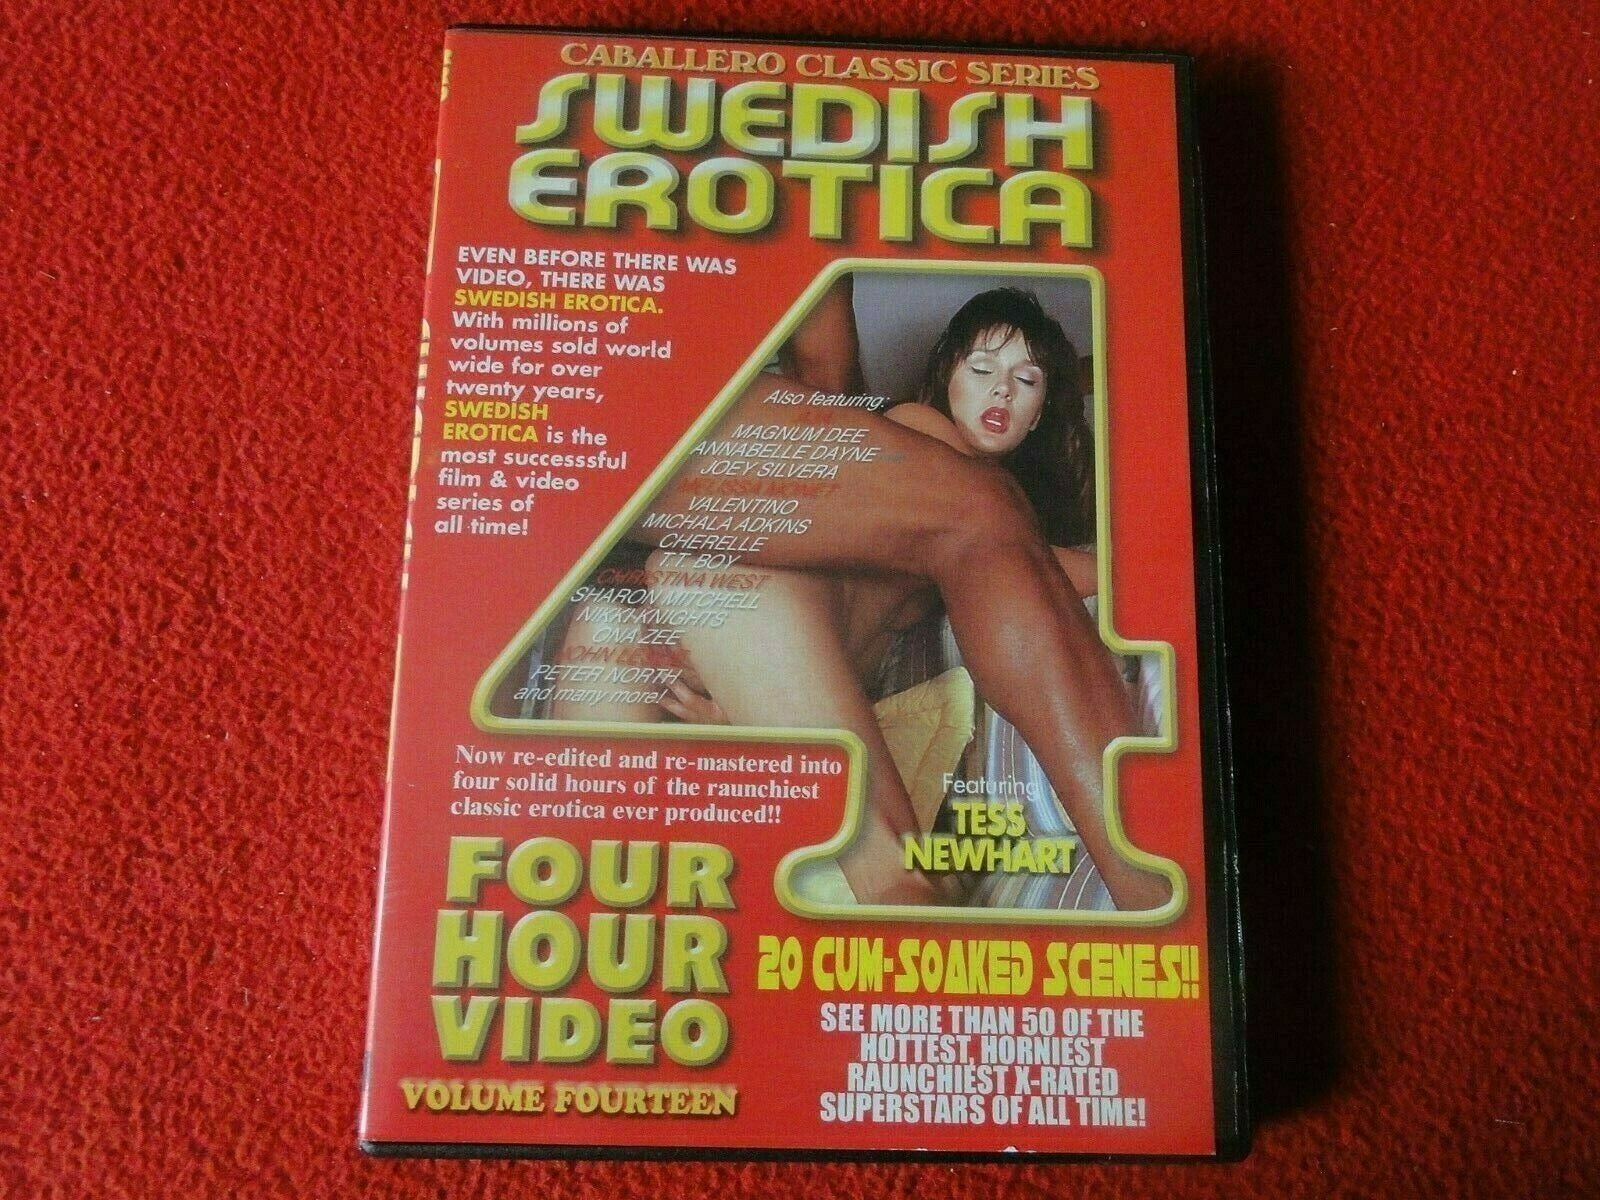 CABALLERO CLASSIC SERIES
SWEDISH
EROTICA
EVEN BEFORE THERE WAS
VIDEO, THERE WAS
SWEDISH EROTICA.
With millions of
volumes sold world
wide for over
twenty years,
SWEDISH
EROTICA is the
most successsful
film & video
series of
all time!
Also featuring:
MAGNUM DEE
ANNABELLE DAYNE
JOEY SILVERA
VALENTINO
MICHALA ADKINS
CHERELLE
T.T. BOY
CHRISTINA WEST
SHARON MITCHELL
NIKKI KNIGHTS
ONA ZEE
JOHN LESLIE
PETER NORTH
and many more!
Now re-edited and re-mastered into
four solid hours of the raunchiest
classic erotica ever produced!!
Featuring
TESS
NEWHART
FOUR
HOUR
VIDEO
VOLUME FOURTEEN
20 CUM-SOAKED SCENES!!
SEE MORE THAN 50 OF THE
HOTTEST, HORNIEST
RAUNCHIEST X-RATED
SUPERSTARS OF ALL TIME!